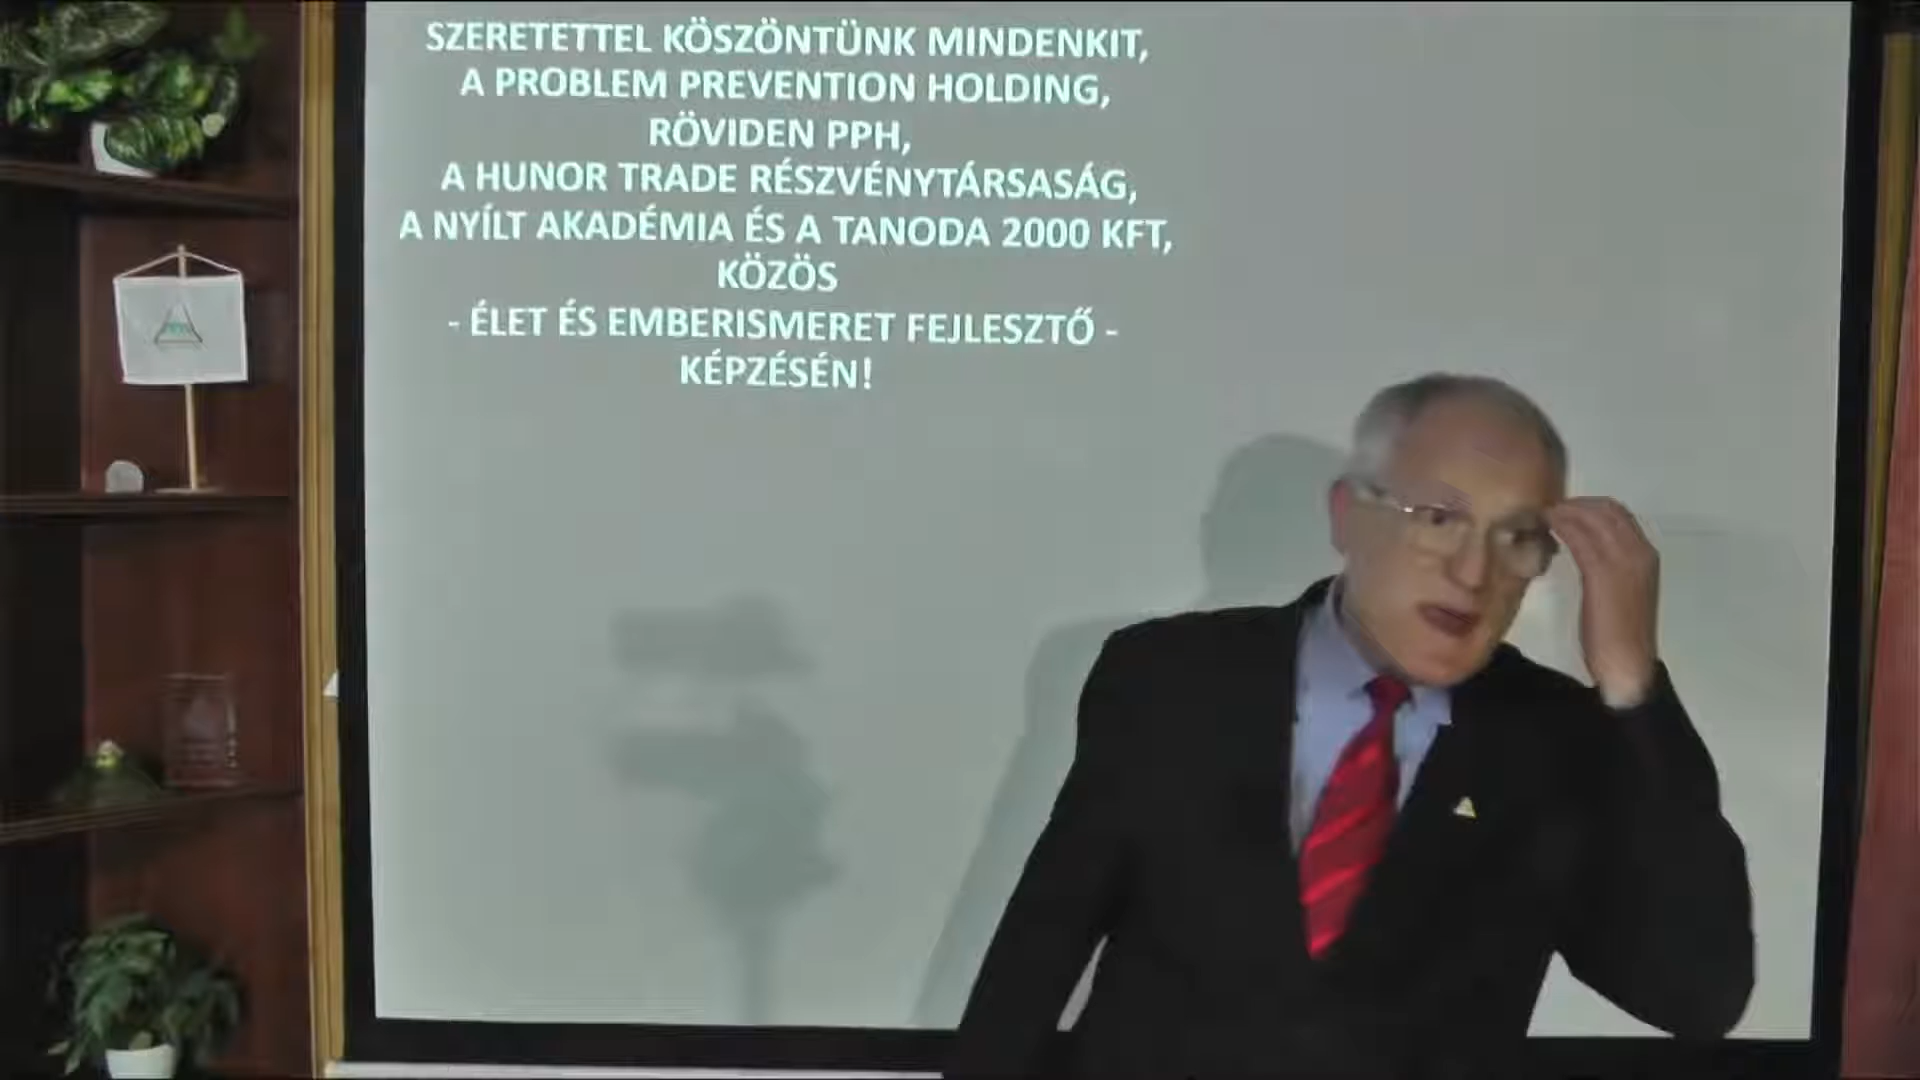 SZERETETTEL KÖSZÖNTÜNK MINDENKIT,
A PROBLEM PREVENTION HOLDING,
RÖVIDEN PPH,
A HUNOR TRADE RÉSZVÉNYTÁRSASÁG,
A NYÍLT AKADÉMIA ÉS A TANODA 2000 KFT,
KÖZÖS
- ÉLET ÉS EMBERISMERET FEJLESZTŐ -
KÉPZÉSÉN!